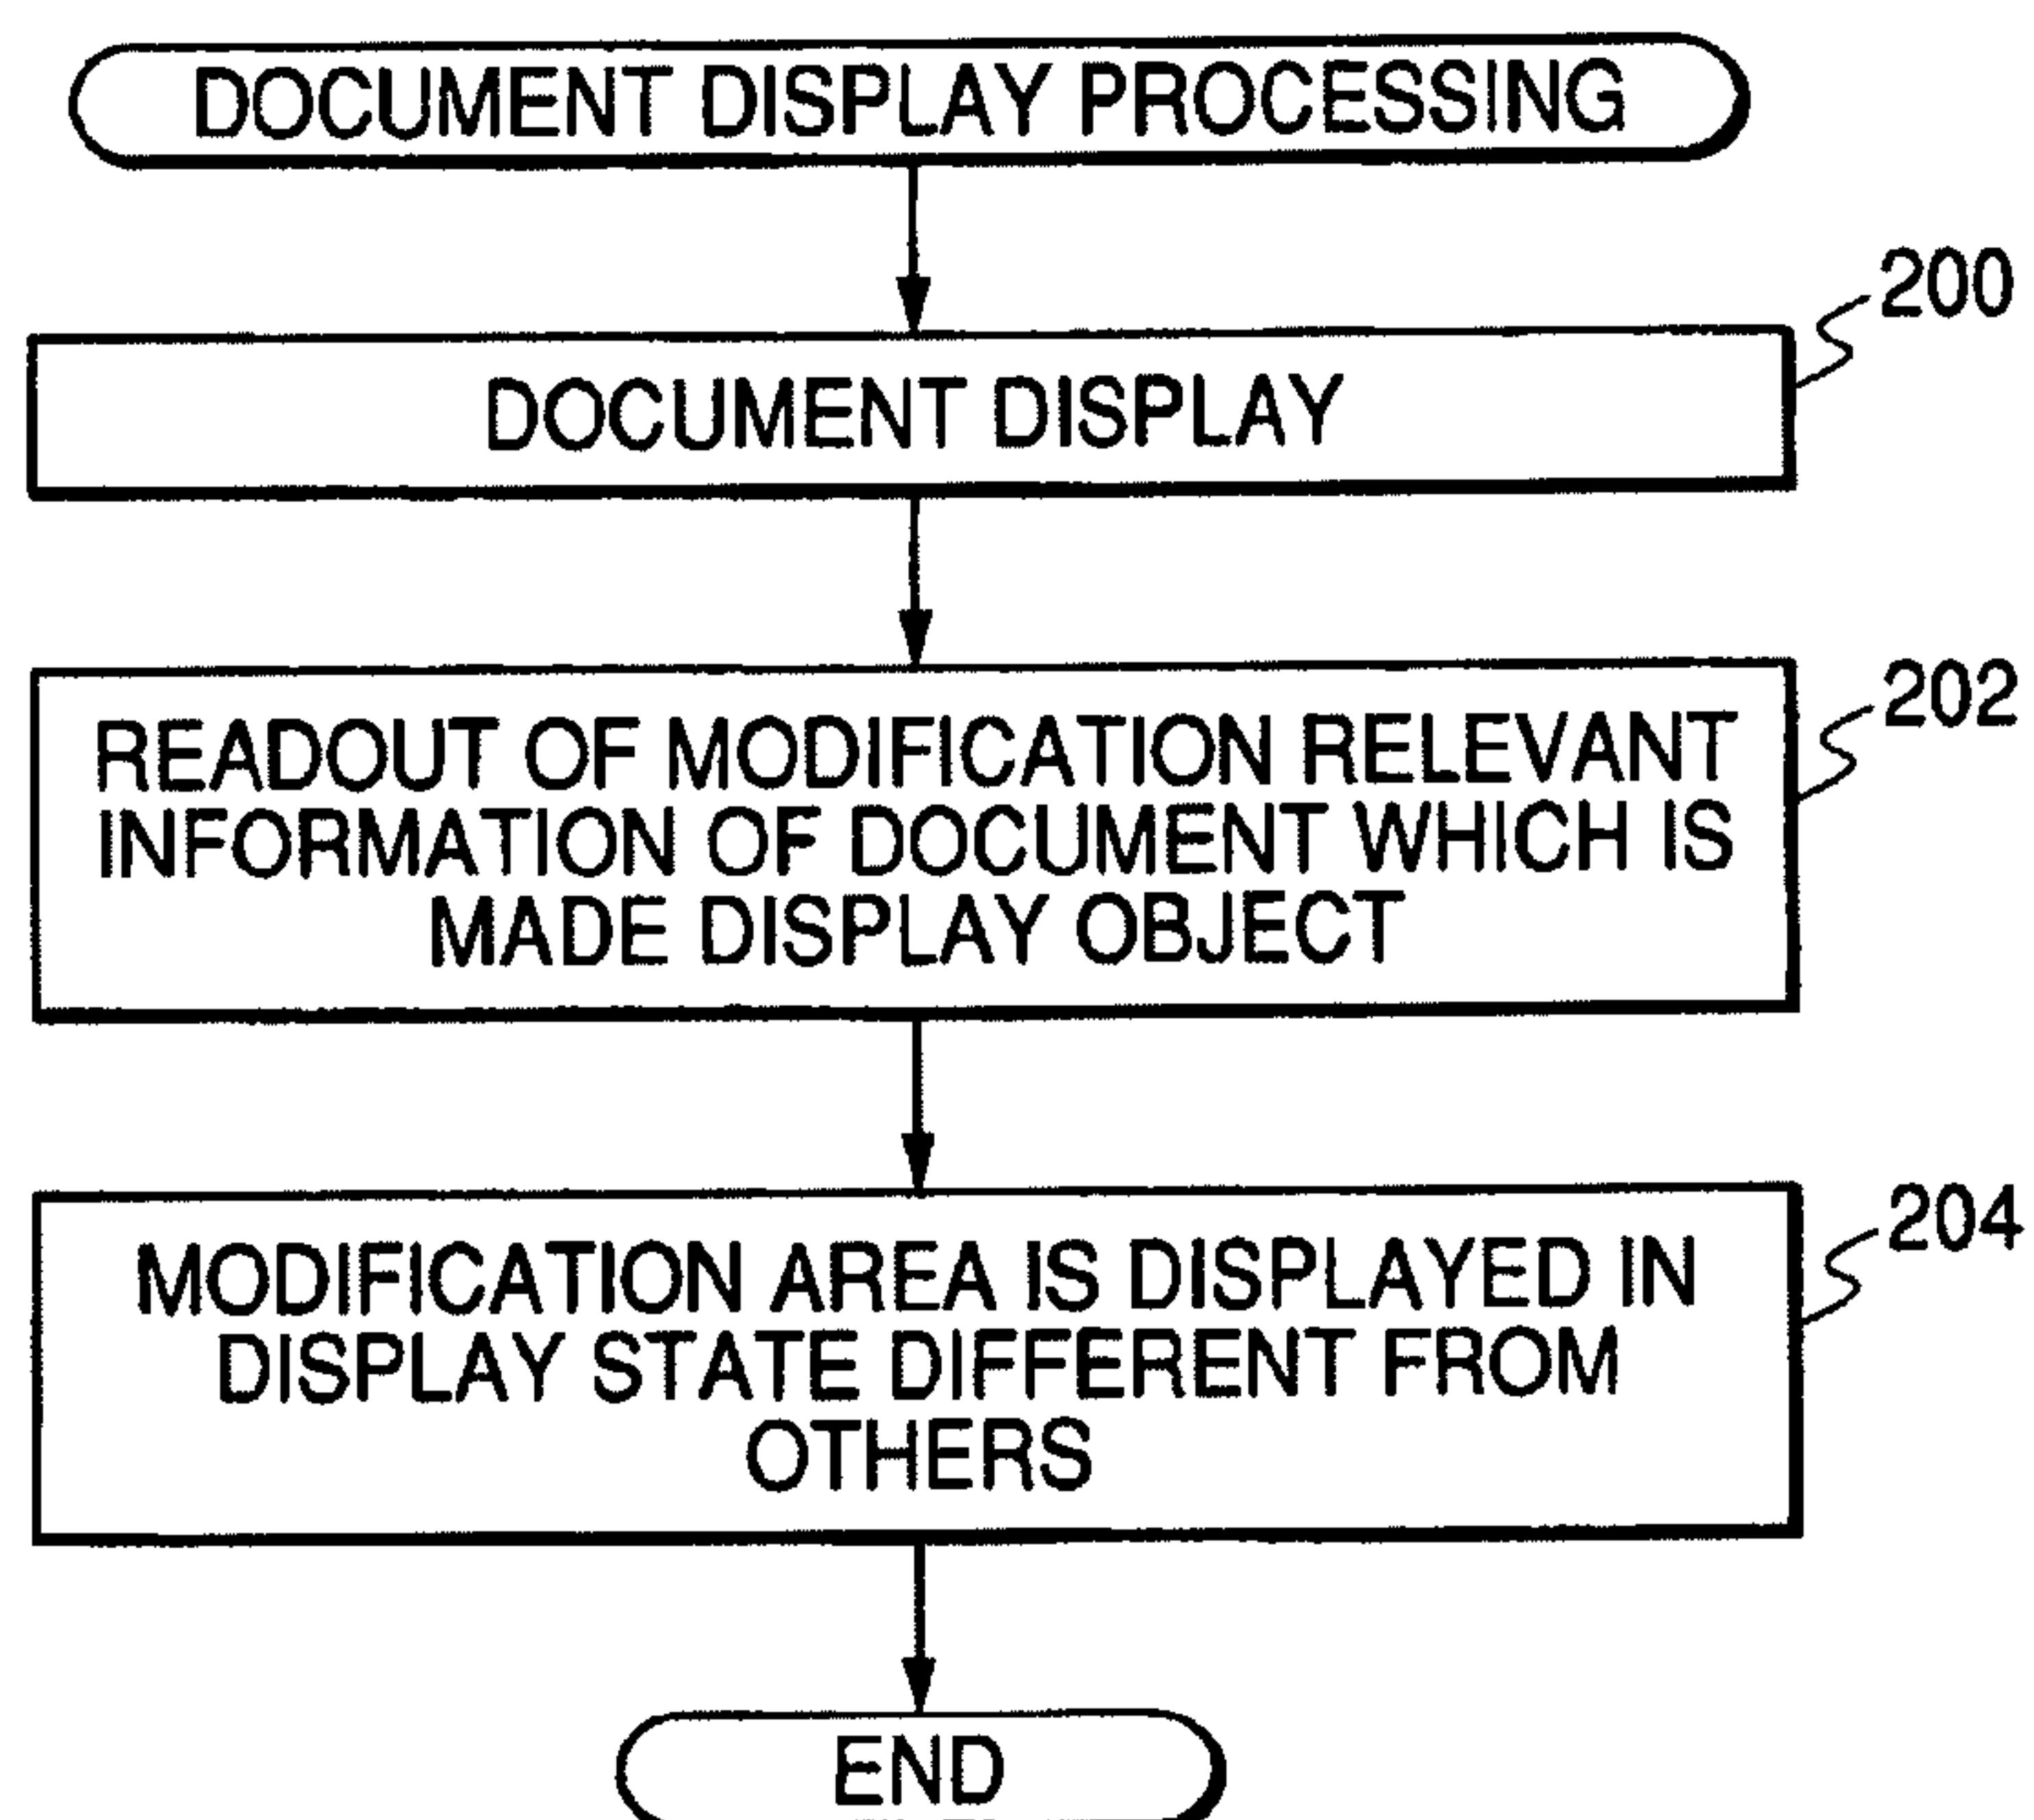 DOCUMENT DISPLAY PROCESSING
200
DOCUMENT DISPLAY
202
READOUT OF MODIFICATION RELEVANT
INFORMATION OF DOCUMENT WHICH IS
MADE DISPLAY OBJECT
204
MODIFICATION AREA IS DISPLAYED IN
DISPLAY STATE DIFFERENT FROM
OTHERS
END